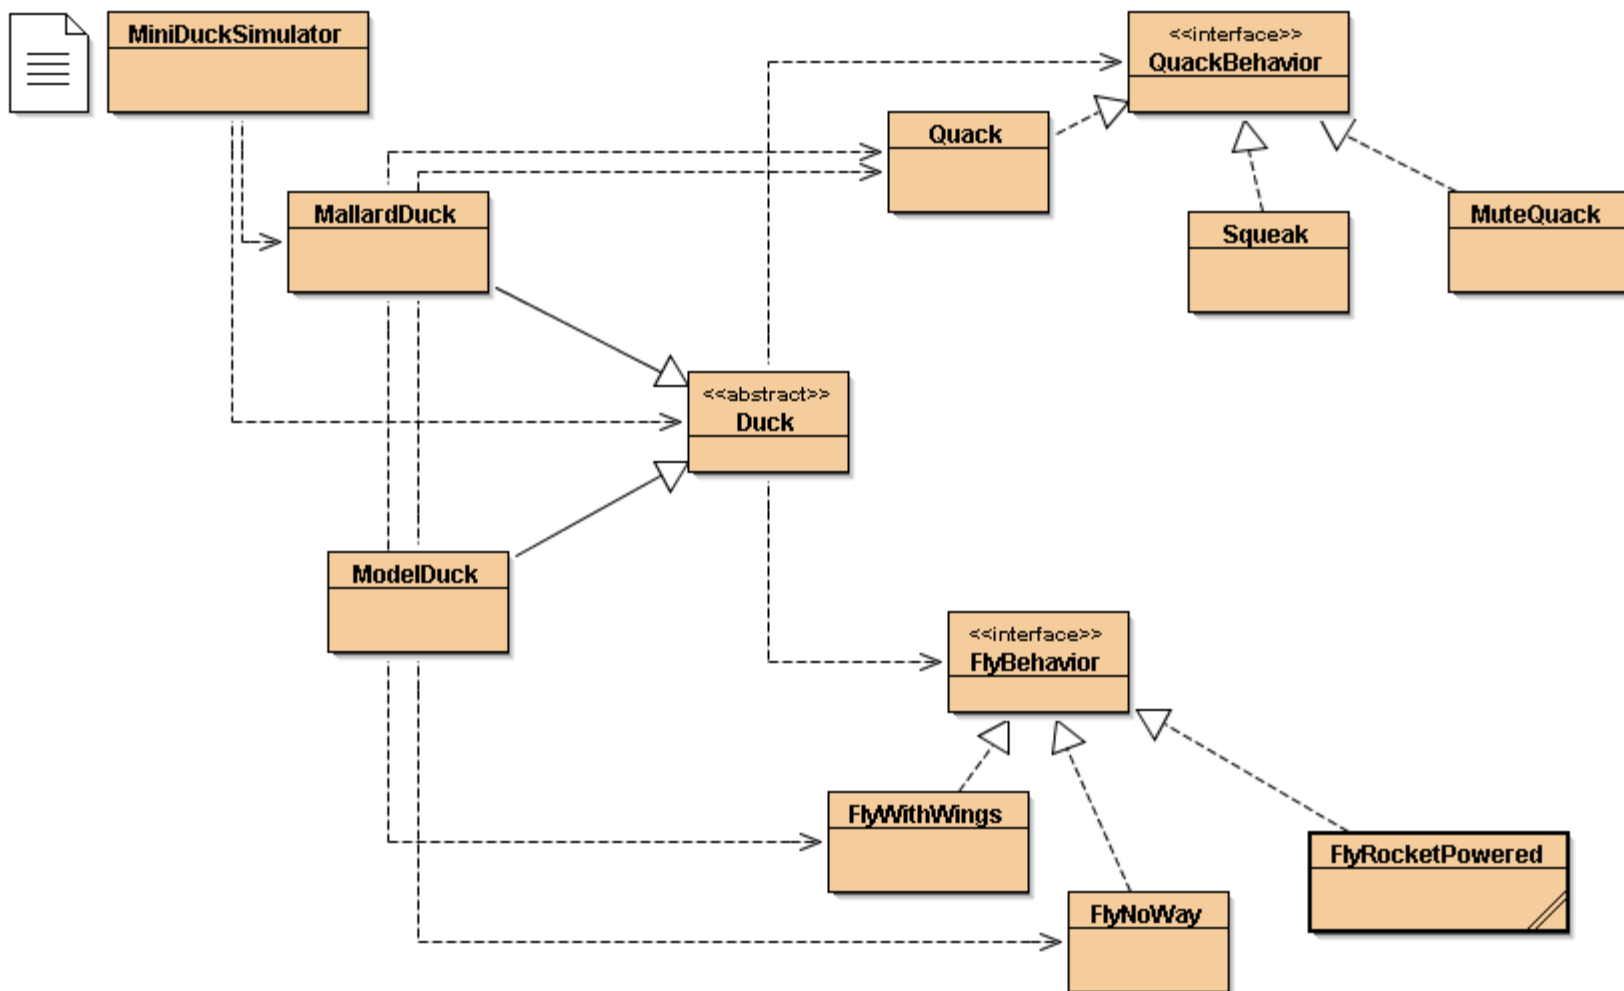 MiniDuckSimulator
<<interface>>
QuackBehavior
Quack
MallardDuck
Squeak
MuteQuack
<<abstract>>
Duck
ModelDuck
<<interface>>
FlyBehavior
FlyWithWings
FlyRocketPowered
FlyNoWay